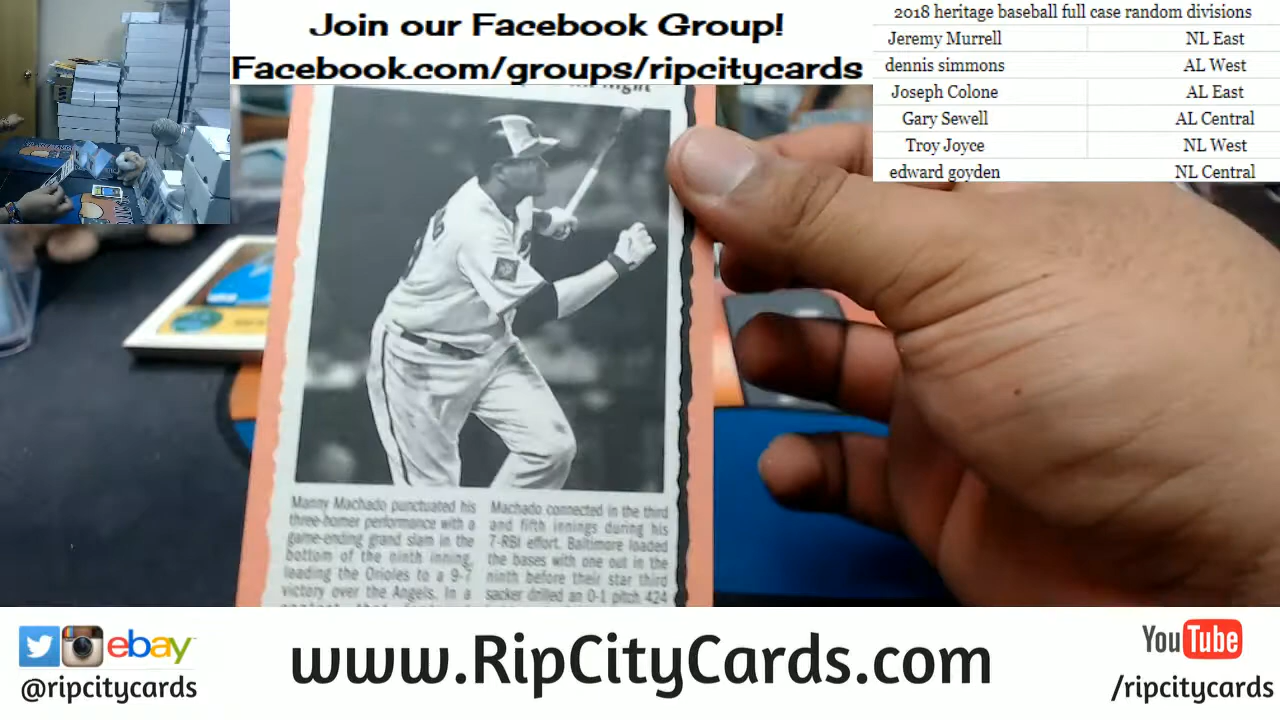 Join our Facebook Group!
Facebook.com/groups/ripcitycards
2018 heritage baseball full case random divisions
Jeremy Murrell NL East
dennis simmons AL West
Joseph Colone AL East
Gary Sewell AL Central
Troy Joyce NL West
edward goyden NL Central
Manny Machado punctuated his
three-homer performance with a
game-ending grand slam in the
bottom of the ninth inning,
leading the Orioles to a 9-7
victory over the Angels. In a
Machado connected in the third
and fifth innings during his
7-RBI effort. Baltimore loaded
the bases with one out in the
ninth before their star third
sacker drilled an 0-1 pitch 424
ebay
@ripcitycards
www.RipCityCards.com
YouTube
/ripcitycards